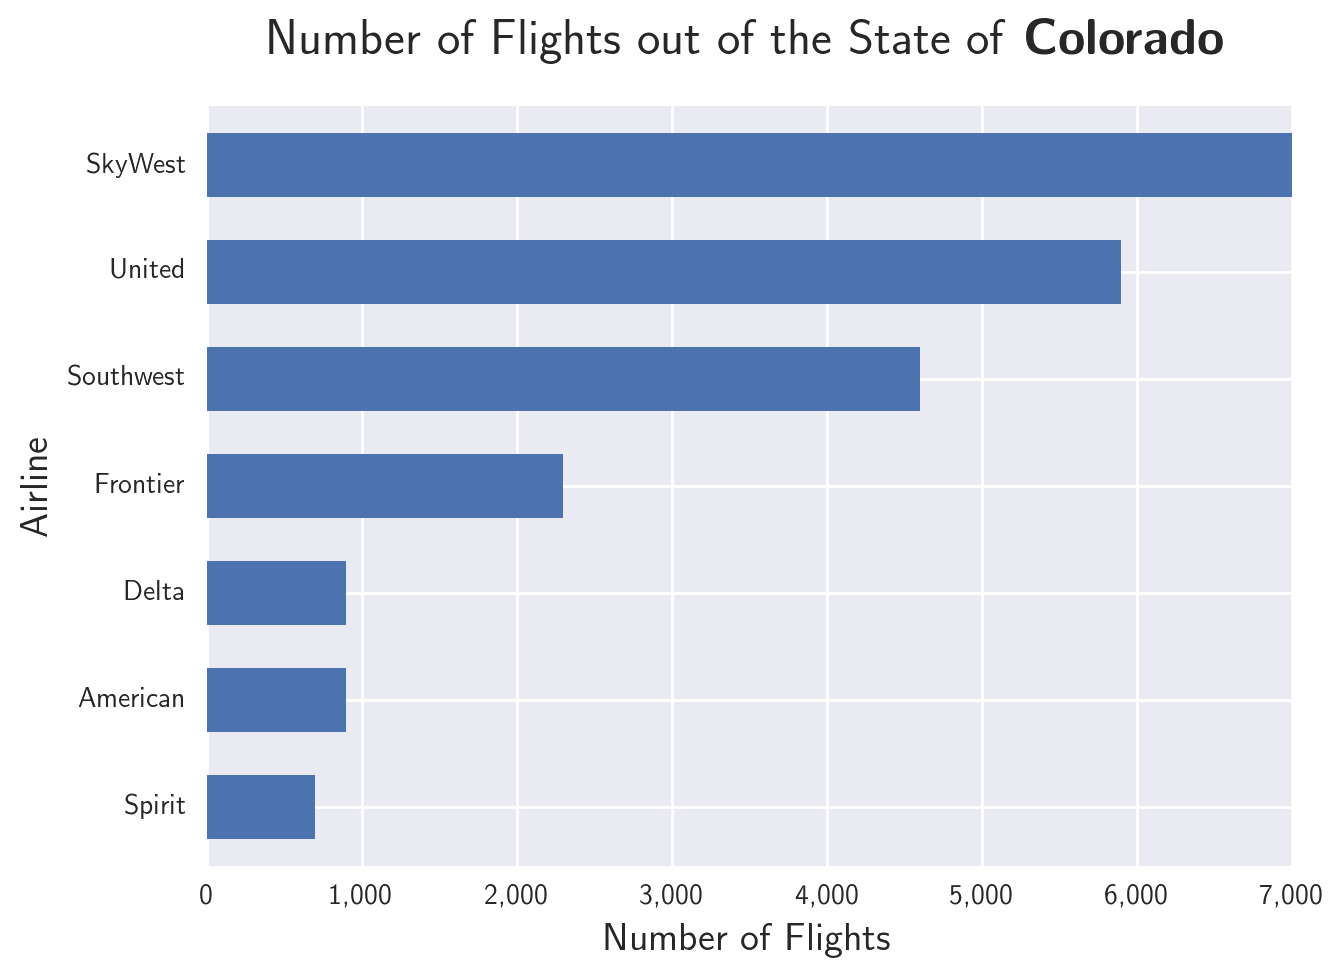 Number of Flights out of the State of Colorado
SkyWest
United
Southwest
Frontier
Delta
American
Spirit
Airline
0 1,000 2,000 3,000 4,000 5,000 6,000 7,000
Number of Flights